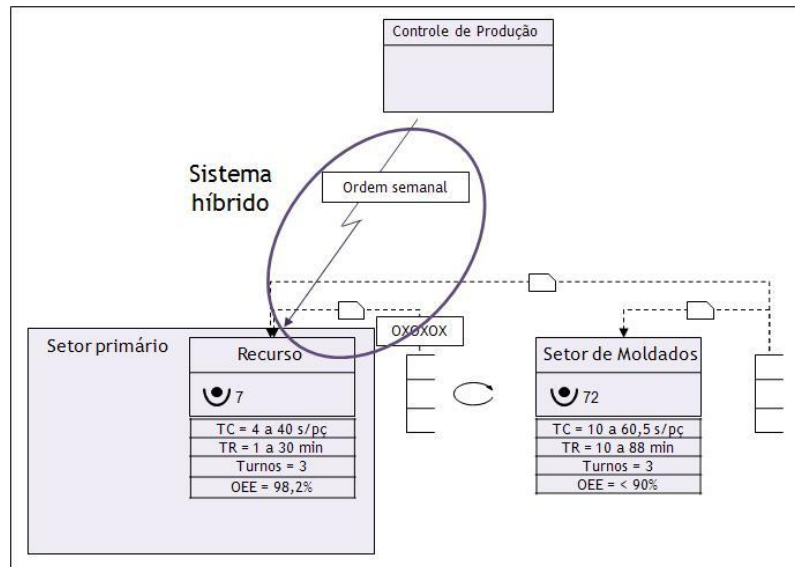 Controle de Produção
Sistema
híbrido
Ordem semanal
OXOXOX
Setor primário
Recurso
7
TC = 4 a 40 s/pç
TR = 1 a 30 min
Turnos = 3
OEE = 98,2%
Setor de Moldados
72
TC = 10 a 60,5 s/pç
TR = 10 a 88 min
Turnos = 3
OEE = < 90%